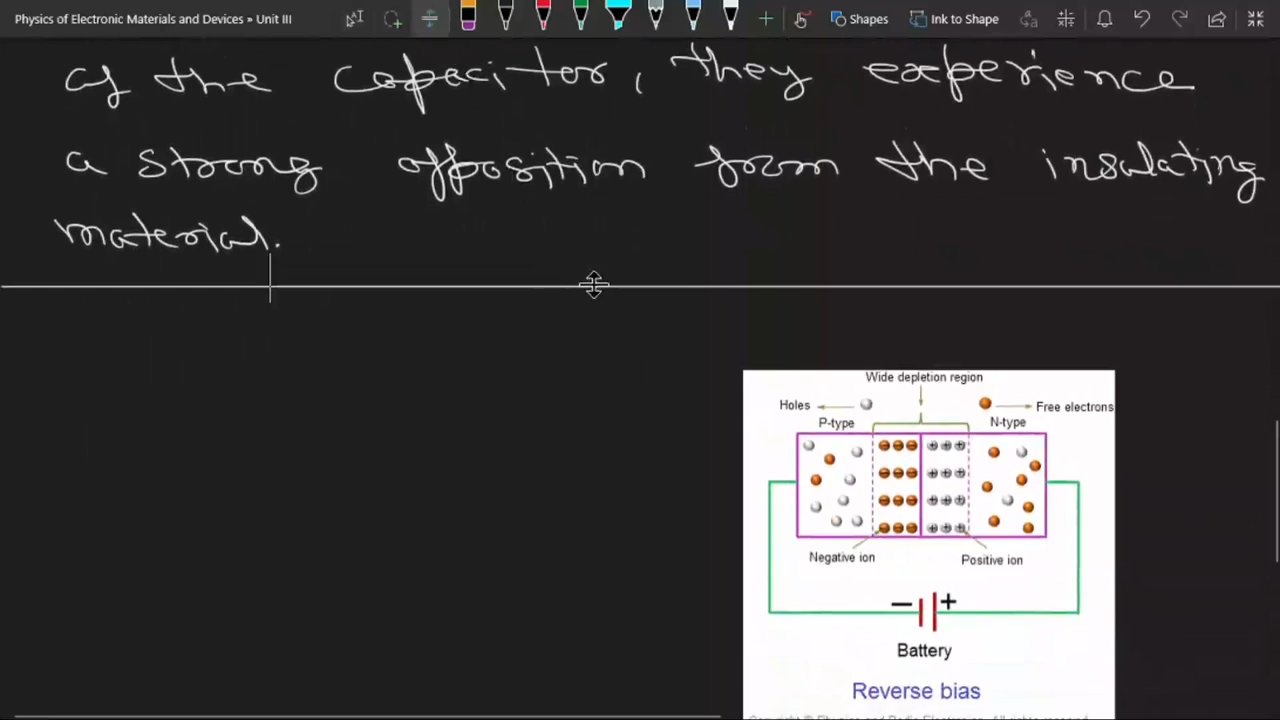 Physics of Electronic Materials and Devices » Unit III
Shapes
Ink to Shape
of the capacitor, they experience
a strong opposition from the insulating
material.
Wide depletion region
Holes
Free electrons
P-type
N-type
Negative ion
Positive ion
− +
Battery
Reverse bias